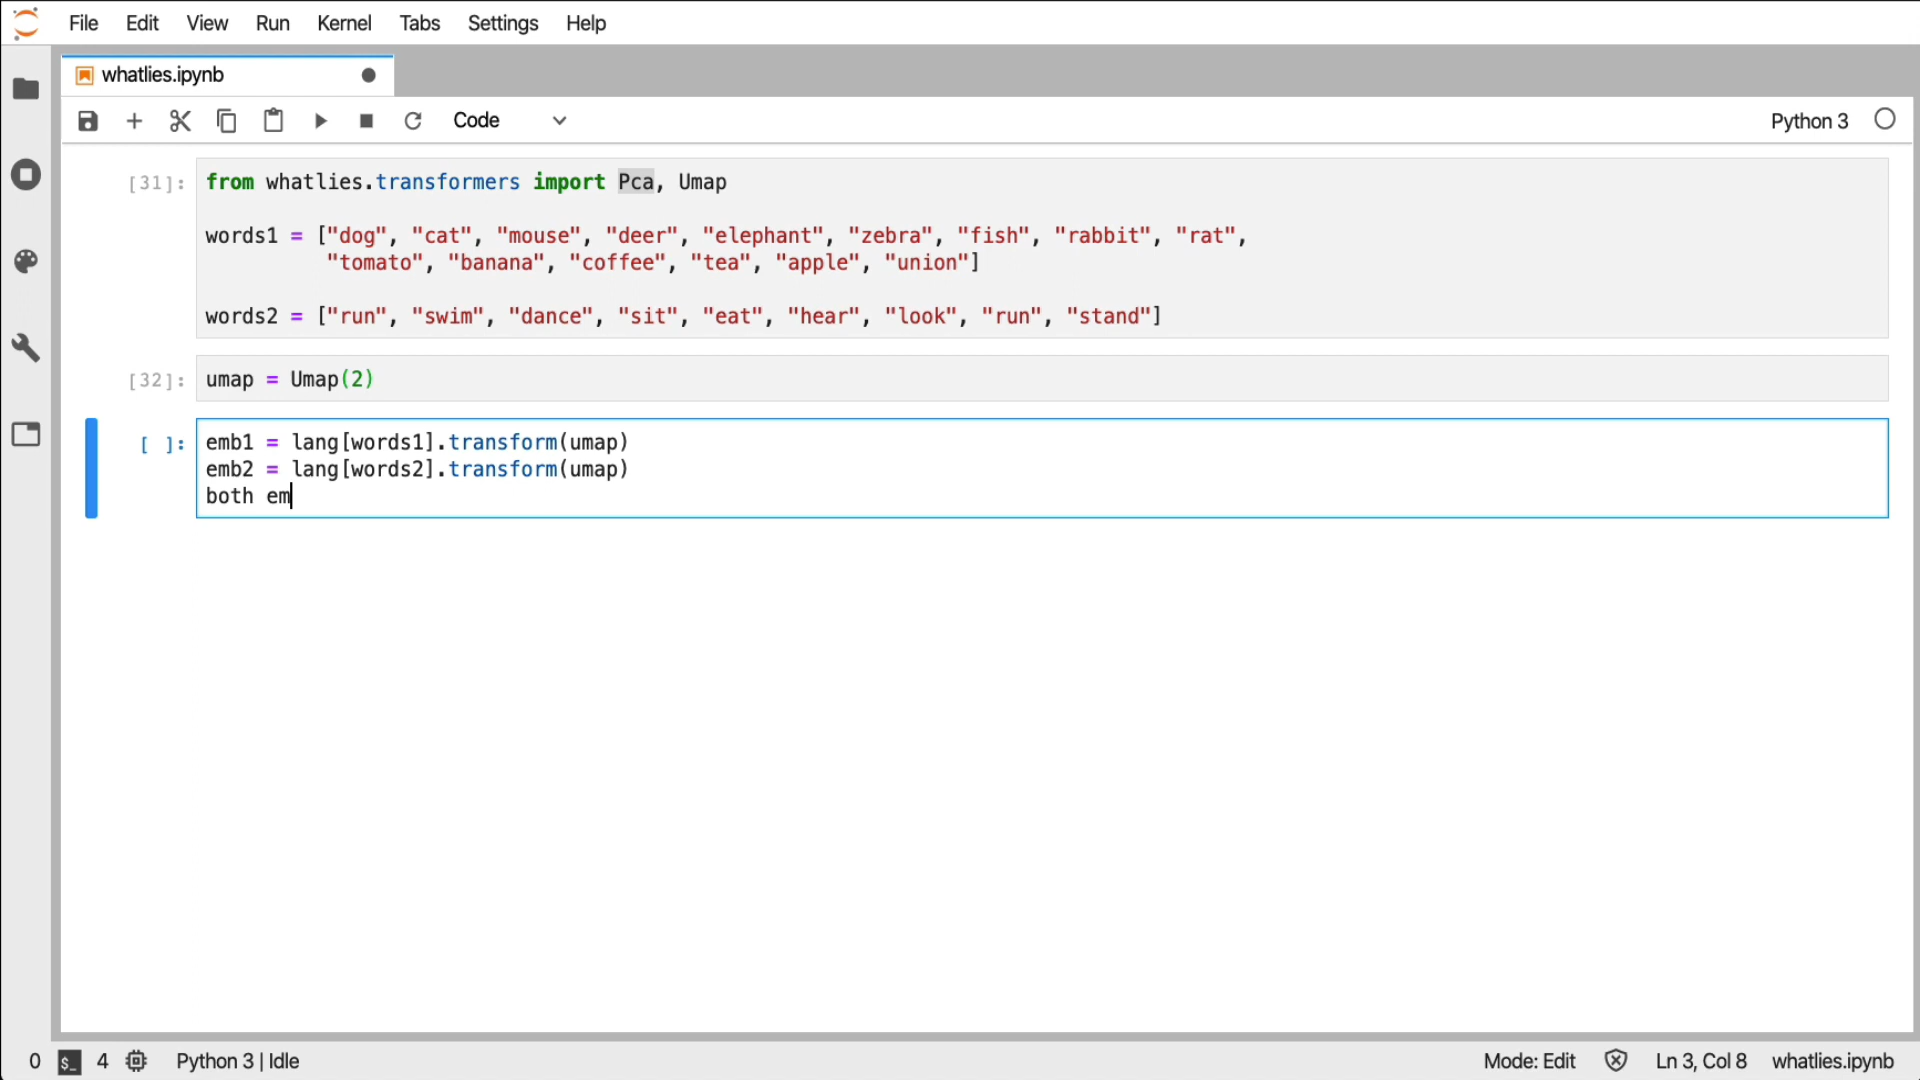 File Edit View Run Kernel Tabs Settings Help
whatlies.ipynb
Code
Python 3
[31]: from whatlies.transformers import Pca, Umap
words1 = ["dog", "cat", "mouse", "deer", "elephant", "zebra", "fish", "rabbit", "rat",
"tomato", "banana", "coffee", "tea", "apple", "union"]
words2 = ["run", "swim", "dance", "sit", "eat", "hear", "look", "run", "stand"]
[32]: umap = Umap(2)
[ ]: emb1 = lang[words1].transform(umap)
emb2 = lang[words2].transform(umap)
both em
0 $_ 4 Python 3 | Idle Mode: Edit Ln 3, Col 8 whatlies.ipynb